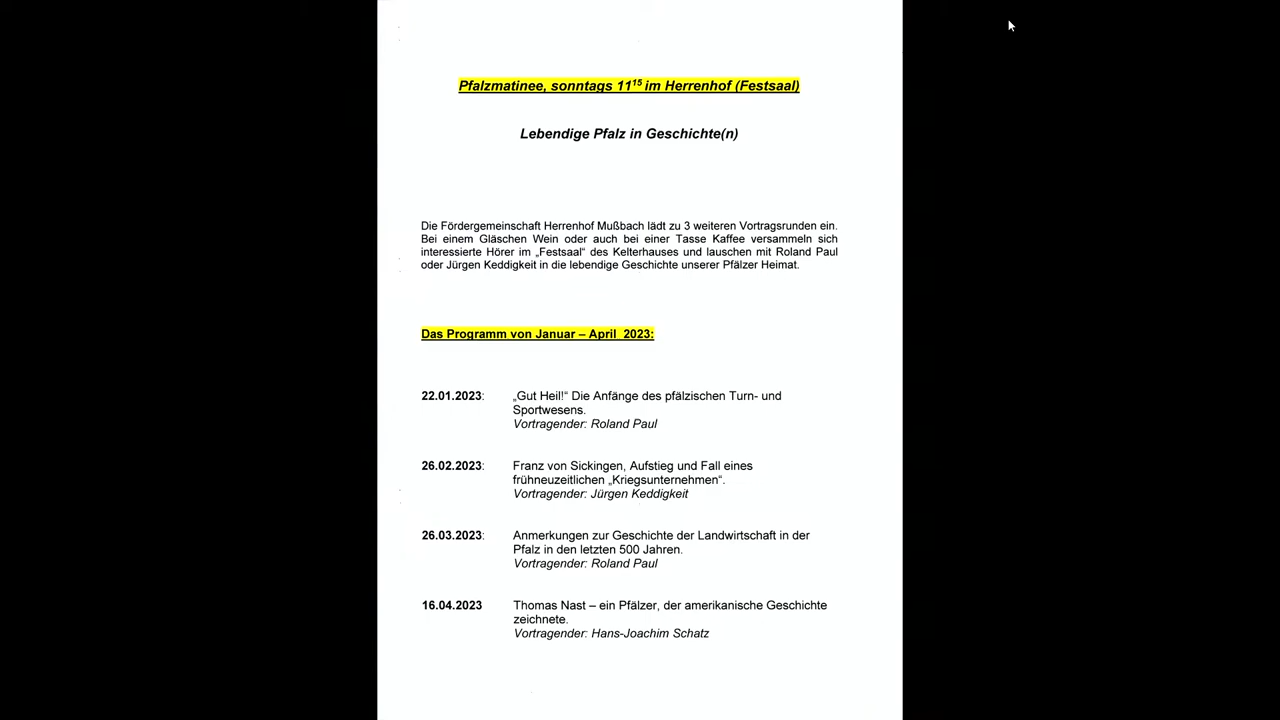 Pfalzmatinee, sonntags 11¹⁵ im Herrenhof (Festsaal)
Lebendige Pfalz in Geschichte(n)
Die Fördergemeinschaft Herrenhof Mußbach lädt zu 3 weiteren Vortragsrunden ein.
Bei einem Gläschen Wein oder auch bei einer Tasse Kaffee versammeln sich
interessierte Hörer im „Festsaal“ des Kelterhauses und lauschen mit Roland Paul
oder Jürgen Keddigkeit in die lebendige Geschichte unserer Pfälzer Heimat.
Das Programm von Januar – April 2023:
22.01.2023: „Gut Heil!“ Die Anfänge des pfälzischen Turn- und
Sportwesens.
Vortragender: Roland Paul
26.02.2023: Franz von Sickingen, Aufstieg und Fall eines
frühneuzeitlichen „Kriegsunternehmen“.
Vortragender: Jürgen Keddigkeit
26.03.2023: Anmerkungen zur Geschichte der Landwirtschaft in der
Pfalz in den letzten 500 Jahren.
Vortragender: Roland Paul
16.04.2023 Thomas Nast – ein Pfälzer, der amerikanische Geschichte
zeichnete.
Vortragender: Hans-Joachim Schatz